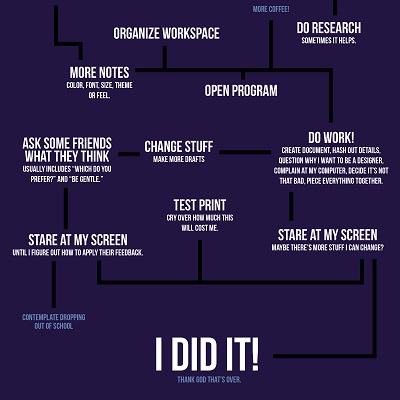 MORE COFFEE!
DO RESEARCH
SOMETIMES IT HELPS.
ORGANIZE WORKSPACE
MORE NOTES
COLOR, FONT, SIZE, THEME
OR FEEL.
OPEN PROGRAM
ASK SOME FRIENDS
WHAT THEY THINK
USUALLY INCLUDES "WHICH DO YOU
PREFER?" AND "BE GENTLE."
CHANGE STUFF
MAKE MORE DRAFTS
DO WORK!
CREATE DOCUMENT, HASH OUT DETAILS,
QUESTION WHY I WANT TO BE A DESIGNER,
COMPLAIN AT MY COMPUTER, DECIDE IT'S NOT
THAT BAD, PIECE EVERYTHING TOGETHER.
TEST PRINT
CRY OVER HOW MUCH THIS
WILL COST ME.
STARE AT MY SCREEN
UNTIL I FIGURE OUT HOW TO APPLY THEIR FEEDBACK.
STARE AT MY SCREEN
MAYBE THERE'S MORE STUFF I CAN CHANGE?
CONTEMPLATE DROPPING
OUT OF SCHOOL
I DID IT!
THANK GOD THAT'S OVER.